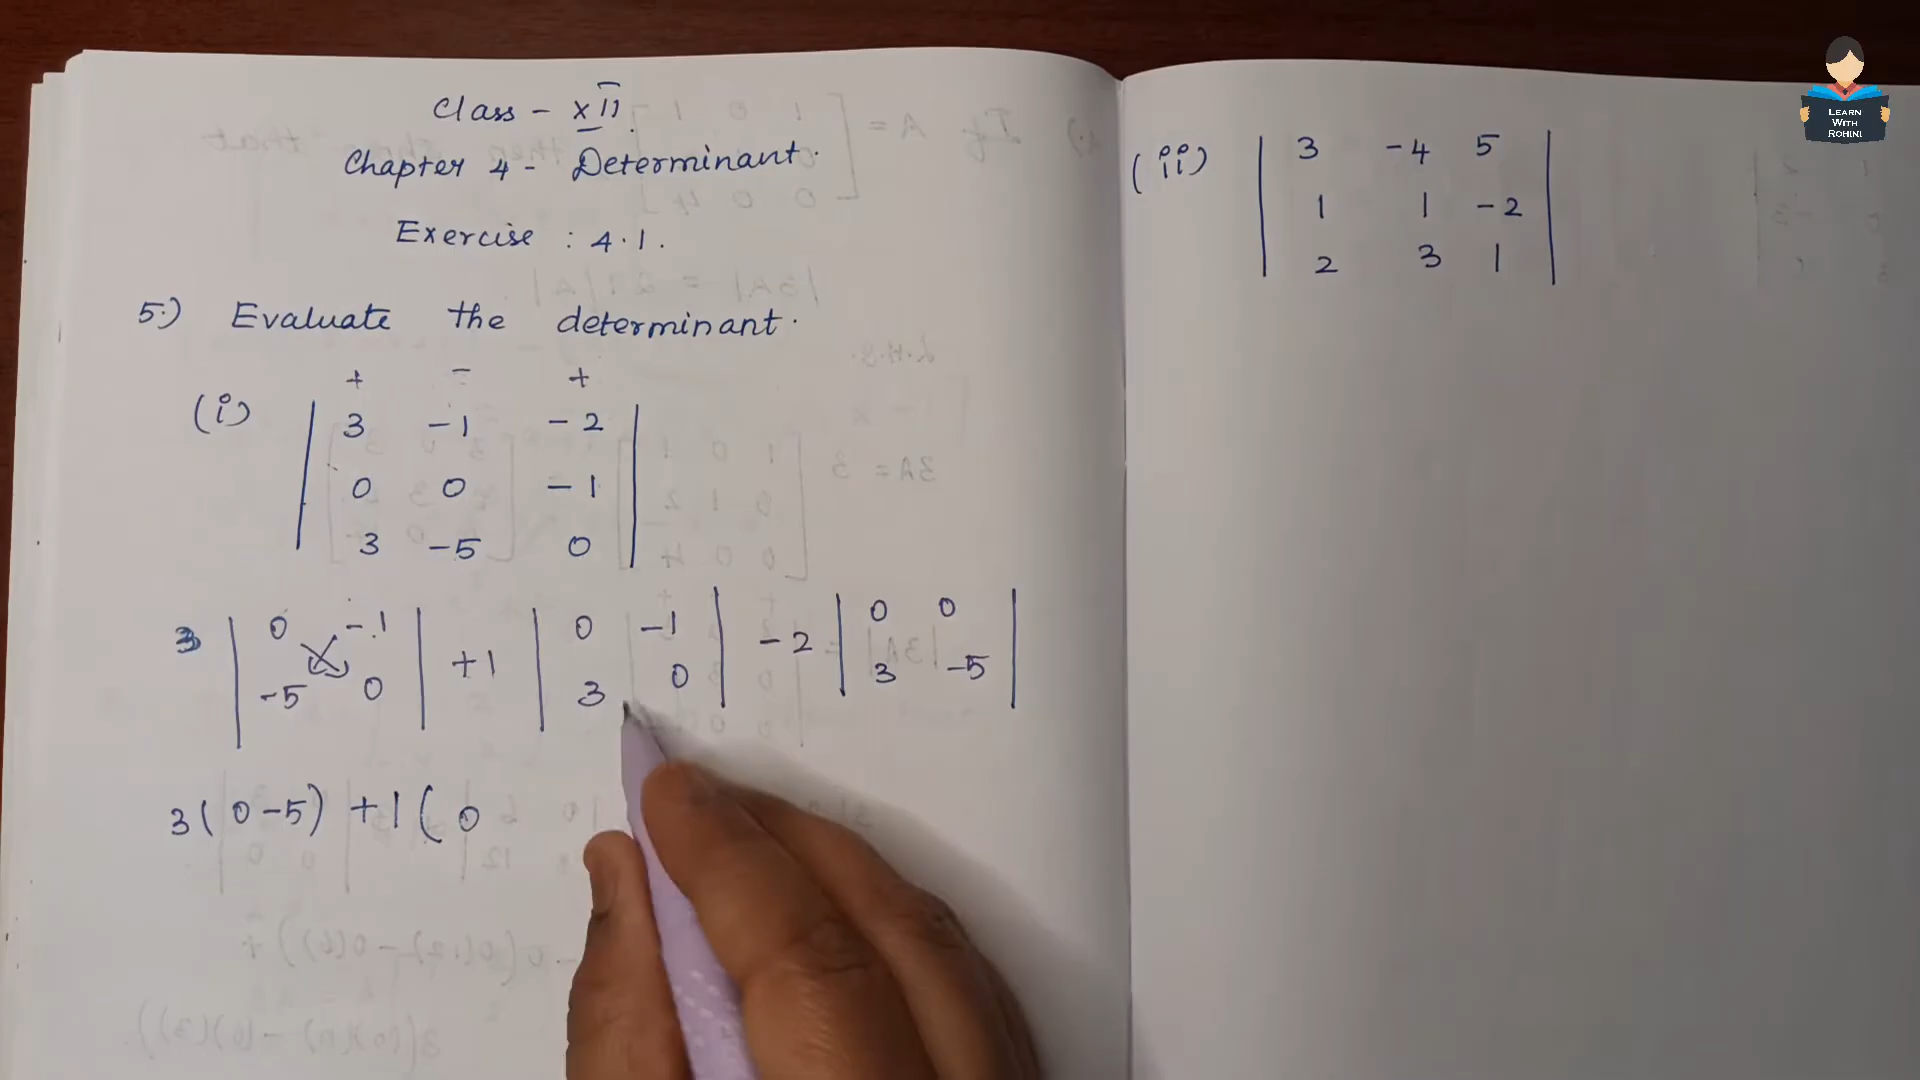 Class - XII.
Chapter 4 - Determinant.
Exercise : 4.1.
5.) Evaluate the determinant.
+ - +
(i) | 3 -1 -2 |
| 0 0 -1 |
| 3 -5 0 |
3 | 0 -1 | +1 | 0 -1 | -2 | 0 0 |
| -5 0 | | 3 0 | | 3 -5 |
3(0-5) +1(0
(ii) | 3 -4 5 |
| 1 1 -2 |
| 2 3 1 |
LEARN
WITH
ROHINI